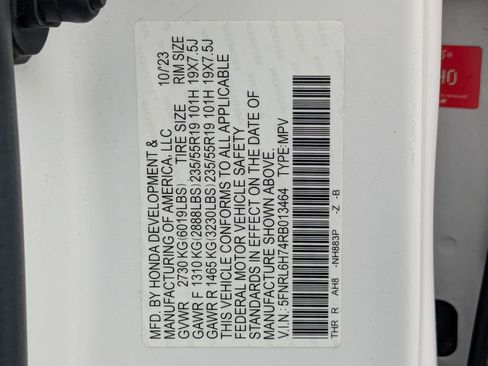 MFD. BY HONDA DEVELOPMENT &
MANUFACTURING OF AMERICA, LLC 10/'23
GVWR 2730 KG(6019LBS) TIRE SIZE RIM SIZE
GAWR F 1310 KG(2888LBS) 235/55R19 101H 19X7.5J
GAWR R 1465 KG(3230LBS) 235/55R19 101H 19X7.5J
THIS VEHICLE CONFORMS TO ALL APPLICABLE
FEDERAL MOTOR VEHICLE SAFETY
STANDARDS IN EFFECT ON THE DATE OF
MANUFACTURE SHOWN ABOVE.
V.I.N.: 5FNRL6H74RB013464 TYPE: MPV
THR R AH8 -NH883P -Z -B